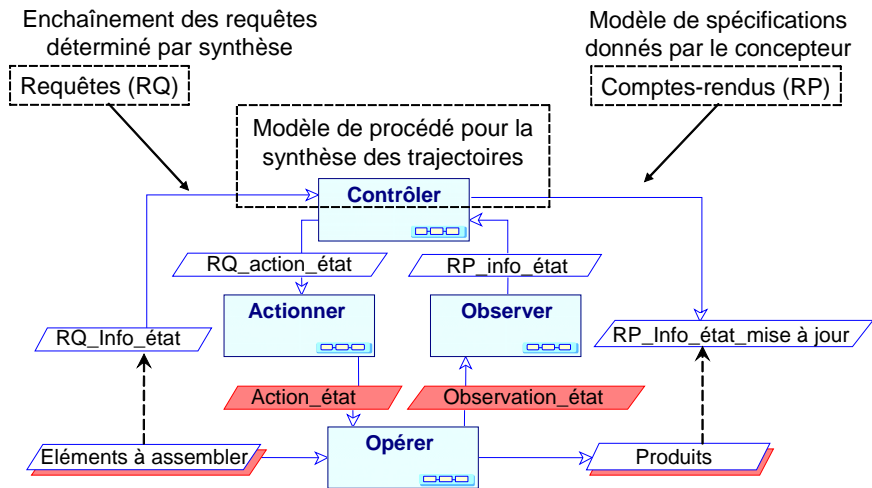 Enchaînement des requêtes
déterminé par synthèse
Requêtes (RQ)
Modèle de spécifications
donnés par le concepteur
Comptes-rendus (RP)
Modèle de procédé pour la
synthèse des trajectoires
Contrôler
RQ_action_état
RP_info_état
Actionner
Observer
RQ_Info_état
RP_Info_état_mise à jour
Action_état
Observation_état
Eléments à assembler
Opérer
Produits